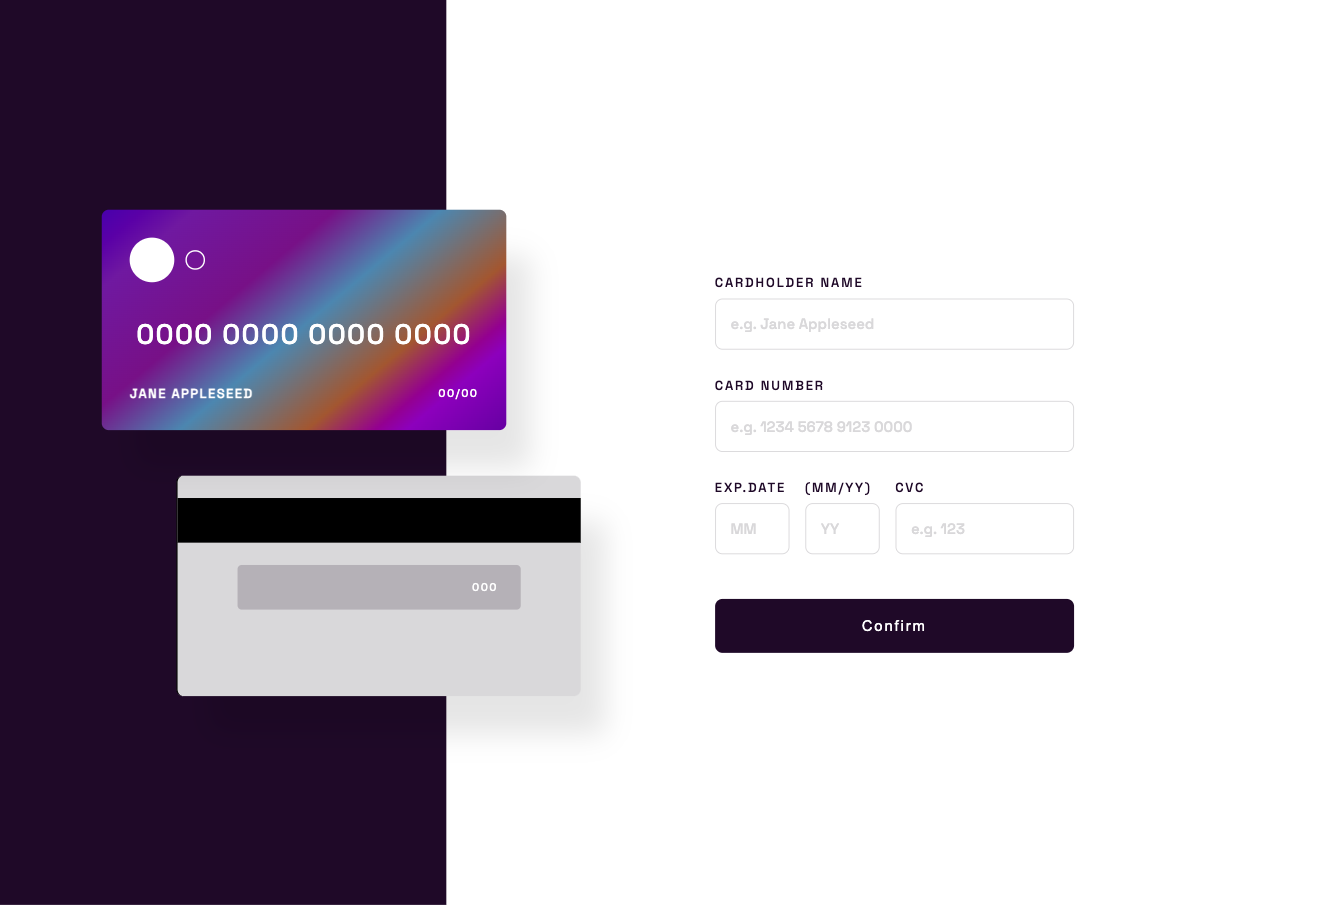 0000 0000 0000 0000
JANE APPLESEED 00/00
000
CARDHOLDER NAME
e.g. Jane Appleseed
CARD NUMBER
e.g. 1234 5678 9123 0000
EXP.DATE (MM/YY) CVC
MM YY e.g. 123
Confirm